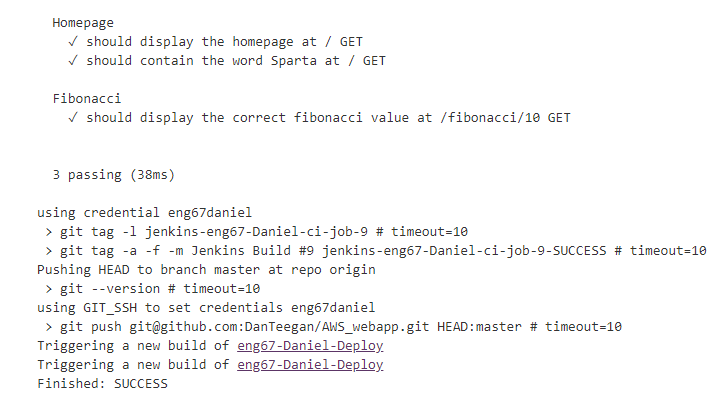 Homepage
✓ should display the homepage at / GET
✓ should contain the word Sparta at / GET
Fibonacci
✓ should display the correct fibonacci value at /fibonacci/10 GET
3 passing (38ms)
using credential eng67daniel
> git tag -l jenkins-eng67-Daniel-ci-job-9 # timeout=10
> git tag -a -f -m Jenkins Build #9 jenkins-eng67-Daniel-ci-job-9-SUCCESS # timeout=10
Pushing HEAD to branch master at repo origin
> git --version # timeout=10
using GIT_SSH to set credentials eng67daniel
> git push git@github.com:DanTeegan/AWS_webapp.git HEAD:master # timeout=10
Triggering a new build of eng67-Daniel-Deploy
Triggering a new build of eng67-Daniel-Deploy
Finished: SUCCESS